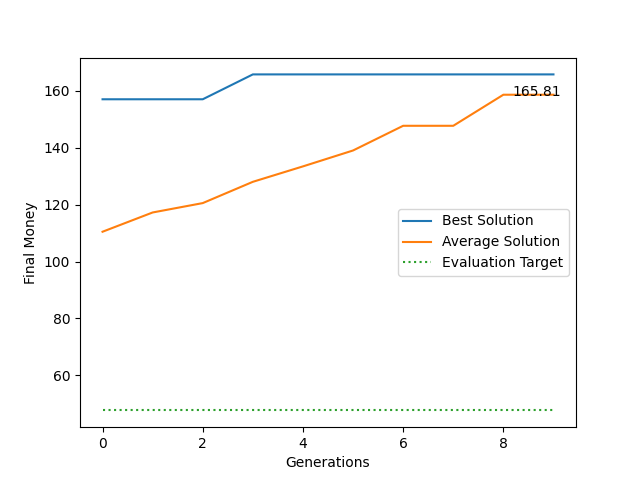 160
140
120
100
80
60
Final Money
165.81
Best Solution
Average Solution
Evaluation Target
0 2 4 6 8
Generations